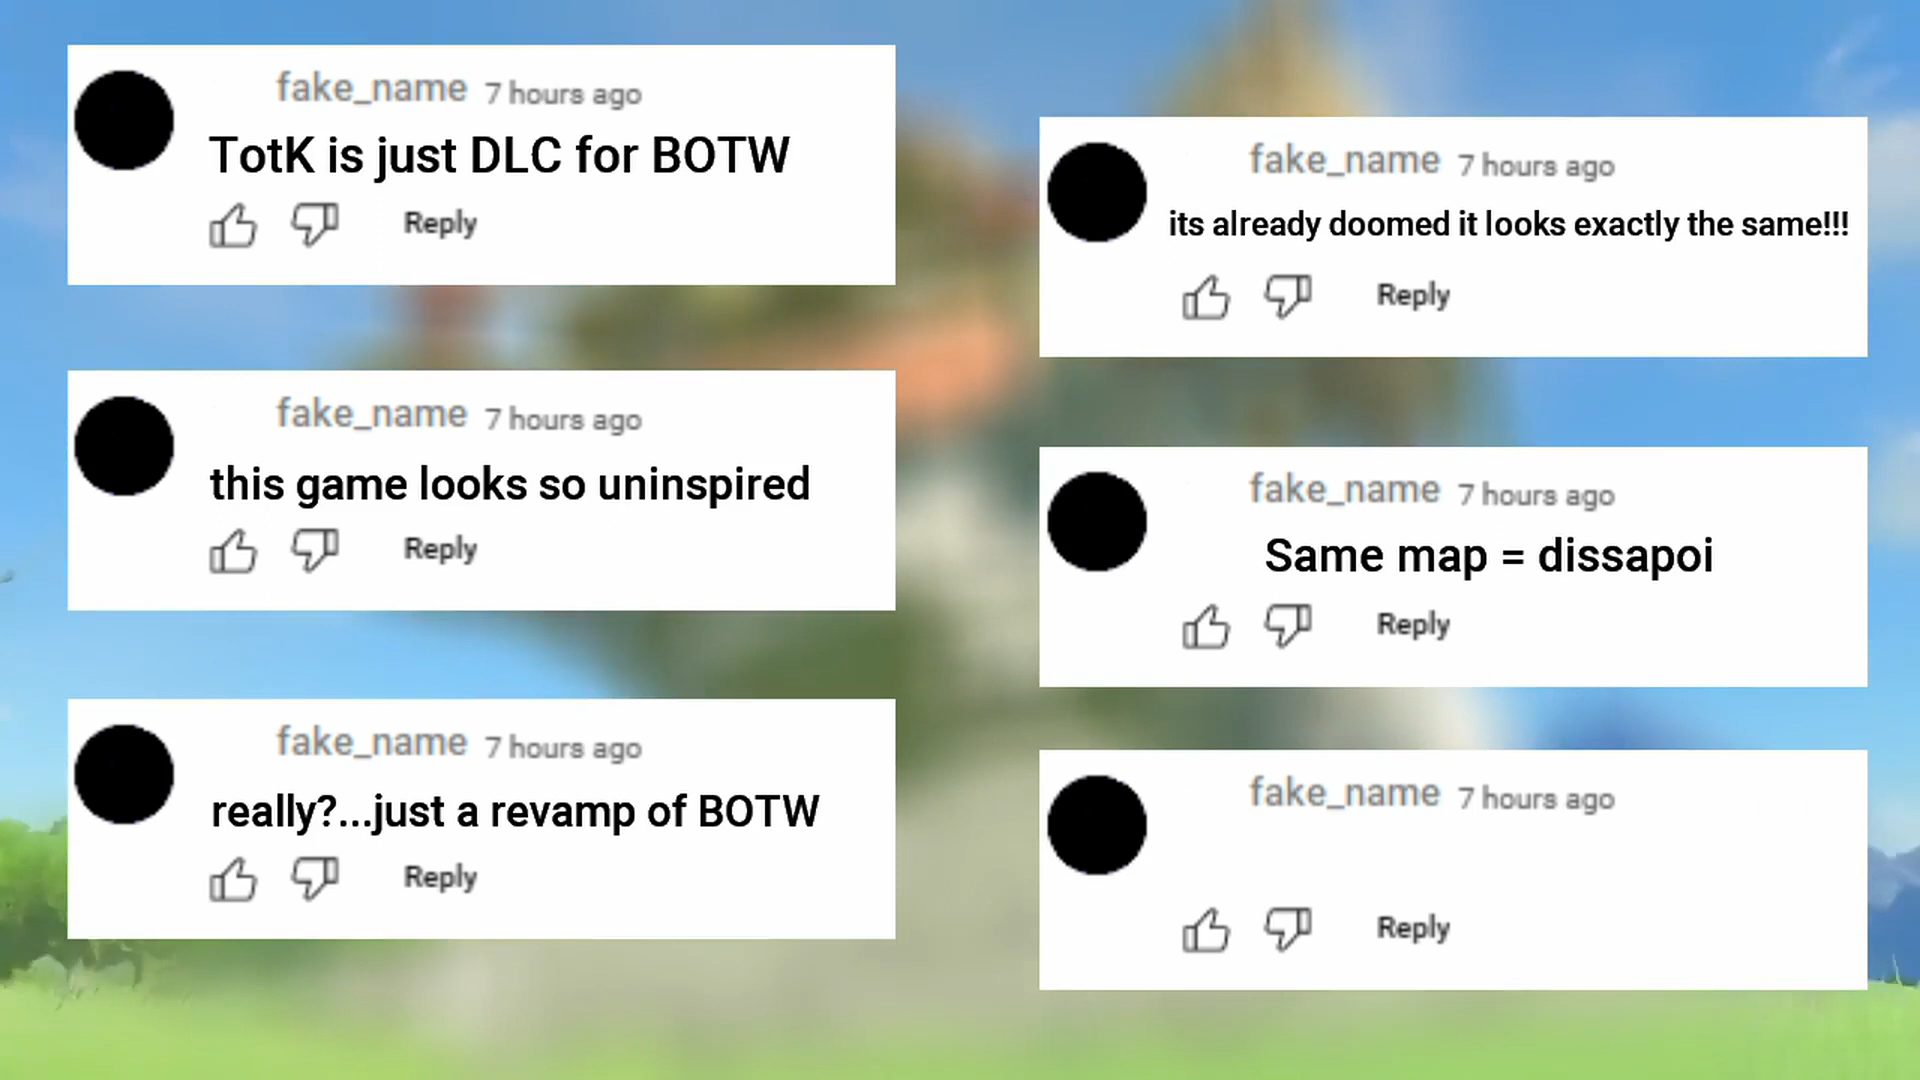 fake_name 7 hours ago
TotK is just DLC for BOTW
Reply
fake_name 7 hours ago
this game looks so uninspired
Reply
fake_name 7 hours ago
really?...just a revamp of BOTW
Reply
fake_name 7 hours ago
its already doomed it looks exactly the same!!!
Reply
fake_name 7 hours ago
Same map = dissapoi
Reply
fake_name 7 hours ago
Reply